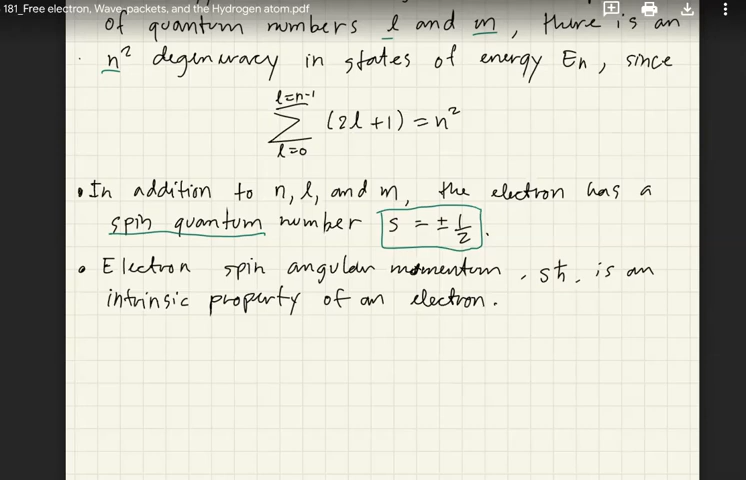 181_Free electron, Wave-packets, and the Hydrogen atom.pdf
of quantum numbers l and m, there is an
n² degeneracy in states of energy En, since
l=n-1
∑ (2l+1) = n²
l=0
• In addition to n, l, and m, the electron has a
spin quantum number s = ± 1/2.
• Electron spin angular momentum, sħ, is an
intrinsic property of an electron.